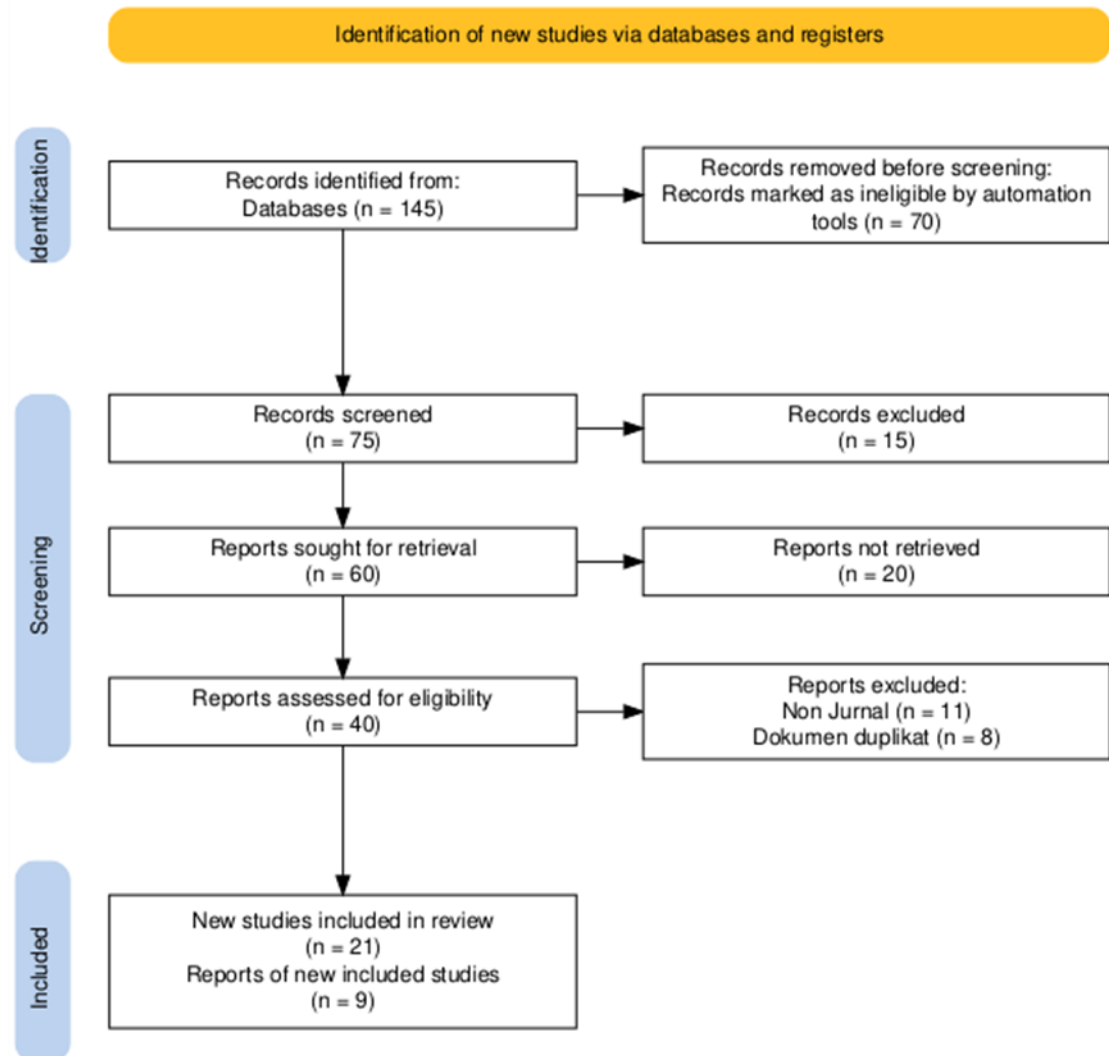 Identification of new studies via databases and registers
Identification
Records identified from:
Databases (n = 145)
Records removed before screening:
Records marked as ineligible by automation
tools (n = 70)
Screening
Records screened
(n = 75)
Records excluded
(n = 15)
Reports sought for retrieval
(n = 60)
Reports not retrieved
(n = 20)
Reports assessed for eligibility
(n = 40)
Reports excluded:
Non Jurnal (n = 11)
Dokumen duplikat (n = 8)
Included
New studies included in review
(n = 21)
Reports of new included studies
(n = 9)